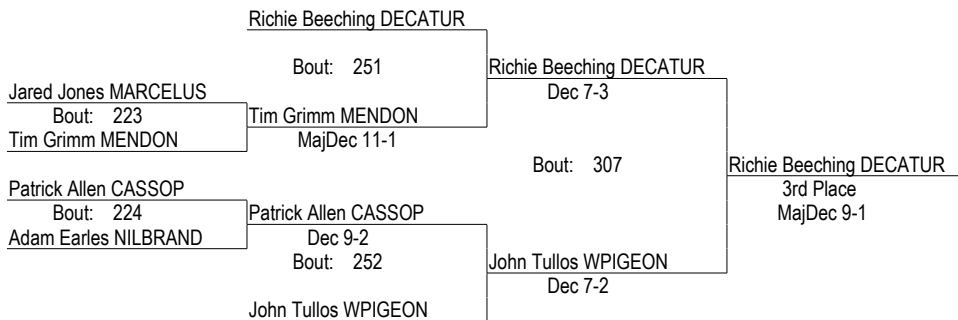 Richie Beeching DECATUR
Bout: 251
Richie Beeching DECATUR
Dec 7-3
Jared Jones MARCELUS
Bout: 223
Tim Grimm MENDON
Tim Grimm MENDON
MajDec 11-1
Bout: 307
Richie Beeching DECATUR
3rd Place
MajDec 9-1
Patrick Allen CASSOP
Bout: 224
Adam Earles NILBRAND
Patrick Allen CASSOP
Dec 9-2
Bout: 252
John Tullos WPIGEON
Dec 7-2
John Tullos WPIGEON